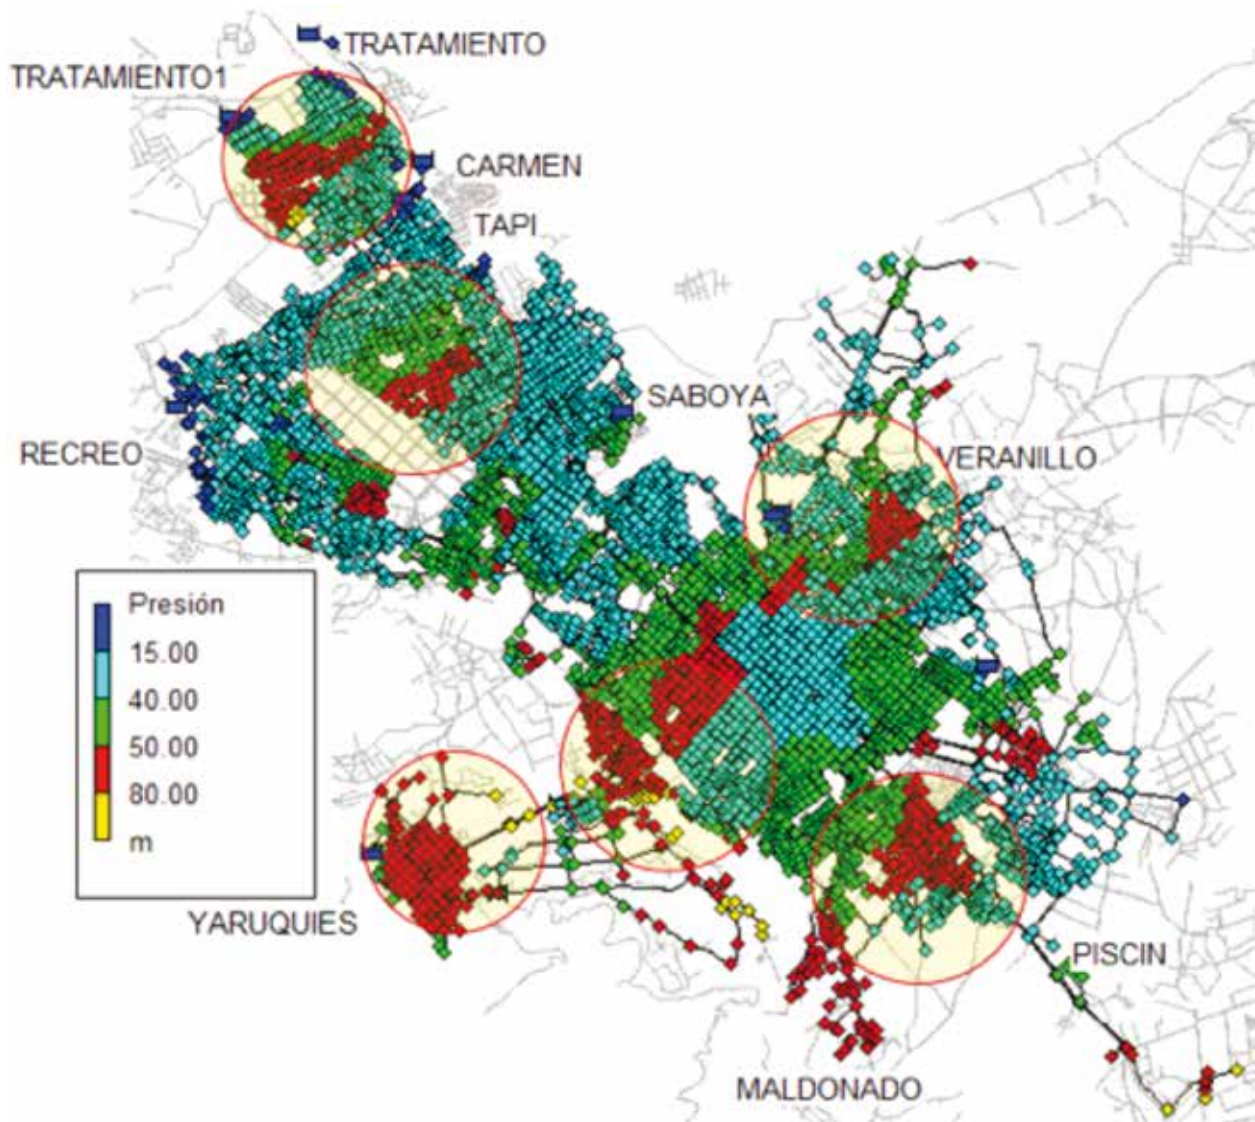 TRATAMIENTO
TRATAMIENTO1
CARMEN
TAPI
SABOYA
RECREO
VERANILLO
Presión
15.00
40.00
50.00
80.00
m
YARUQUIES
PISCIN
MALDONADO